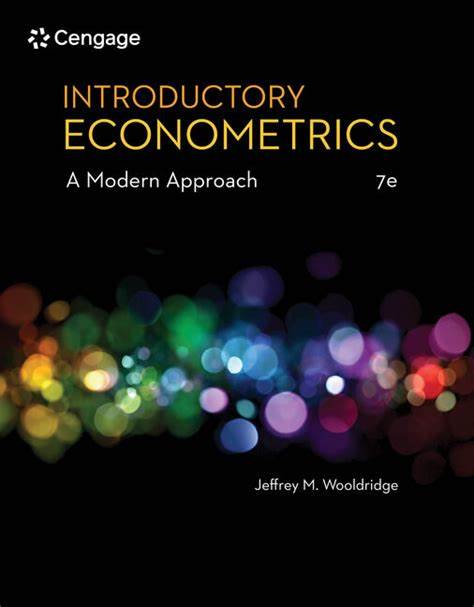 Cengage
INTRODUCTORY
ECONOMETRICS
A Modern Approach 7e
Jeffrey M. Wooldridge